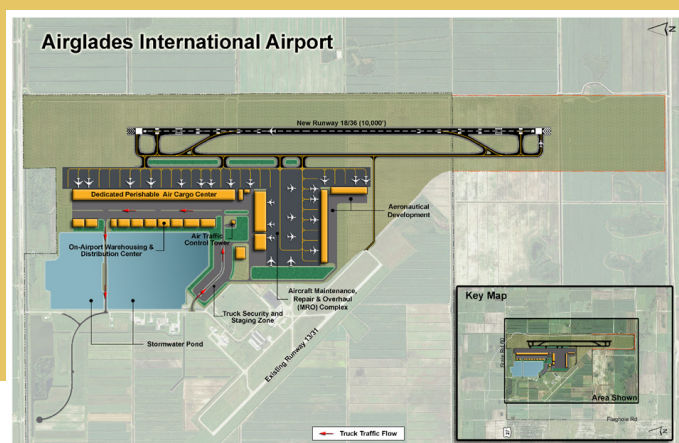 Airglades International Airport
New Runway 18/36 (10,000')
Dedicated Perishable Air Cargo Center
Aeronautical
Development
Air Traffic
Control Tower
On-Airport Warehousing &
Distribution Center
Aircraft Maintenance,
Repair & Overhaul
(MRO) Complex
Truck Security and
Staging Zone
Stormwater Pond
Existing Runway 13/31
Truck Traffic Flow
Key Map
Area Shown
Flaghole Rd
N